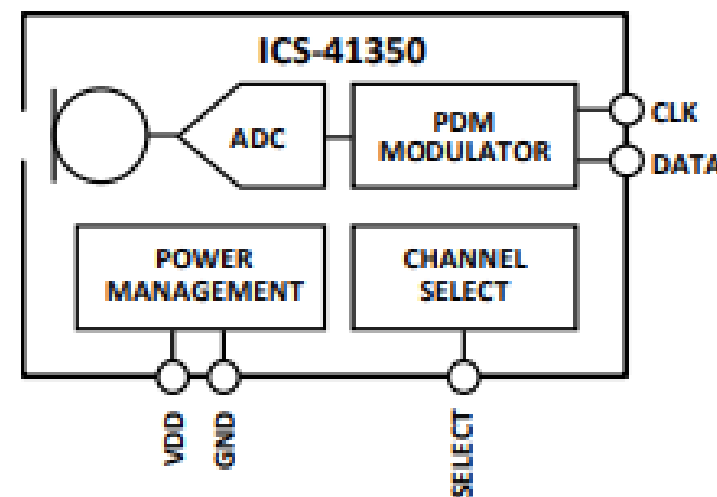 ICS-41350
ADC
PDM
MODULATOR
CLK
DATA
POWER
MANAGEMENT
CHANNEL
SELECT
VDD
GND
SELECT